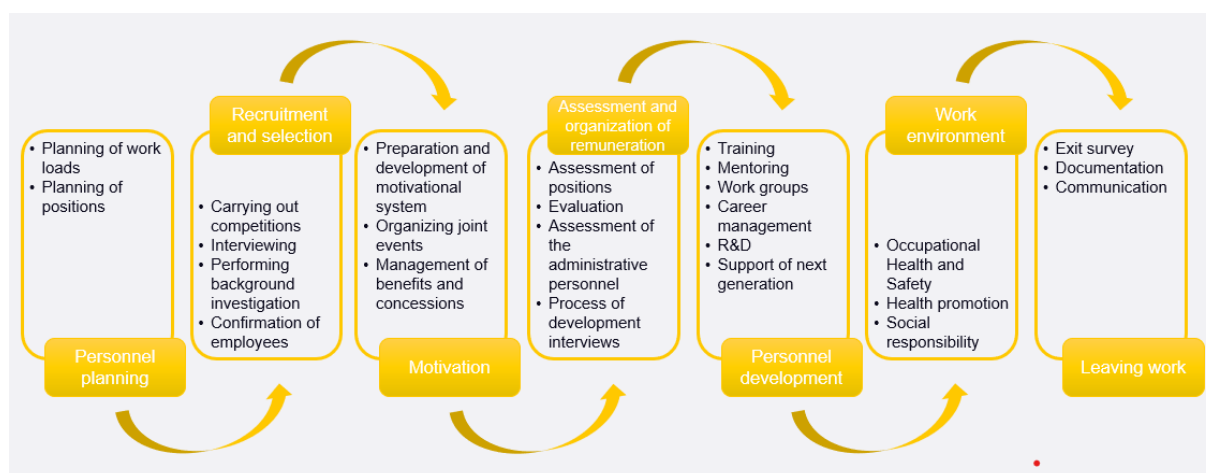 • Planning of work
loads
• Planning of
positions
Personnel
planning
Recruitment
and selection
• Carrying out
competitions
• Interviewing
• Performing
background
investigation
• Confirmation of
employees
• Preparation and
development of
motivational
system
• Organizing joint
events
• Management of
benefits and
concessions
Motivation
Assessment and
organization of
remuneration
• Assessment of
positions
• Evaluation
• Assessment of
the
administrative
personnel
• Process of
development
interviews
• Training
• Mentoring
• Work groups
• Career
management
• R&D
• Support of next
generation
Personnel
development
Work
environment
• Occupational
Health and
Safety
• Health promotion
• Social
responsibility
• Exit survey
• Documentation
• Communication
Leaving work